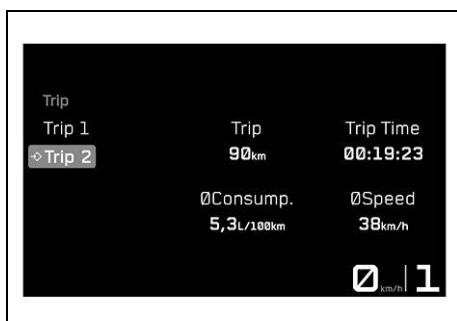 Trip
Trip 1
Trip 2
Trip
90km
Trip Time
00:19:23
ØConsump.
5,3L/100km
ØSpeed
38km/h
0km/h
1